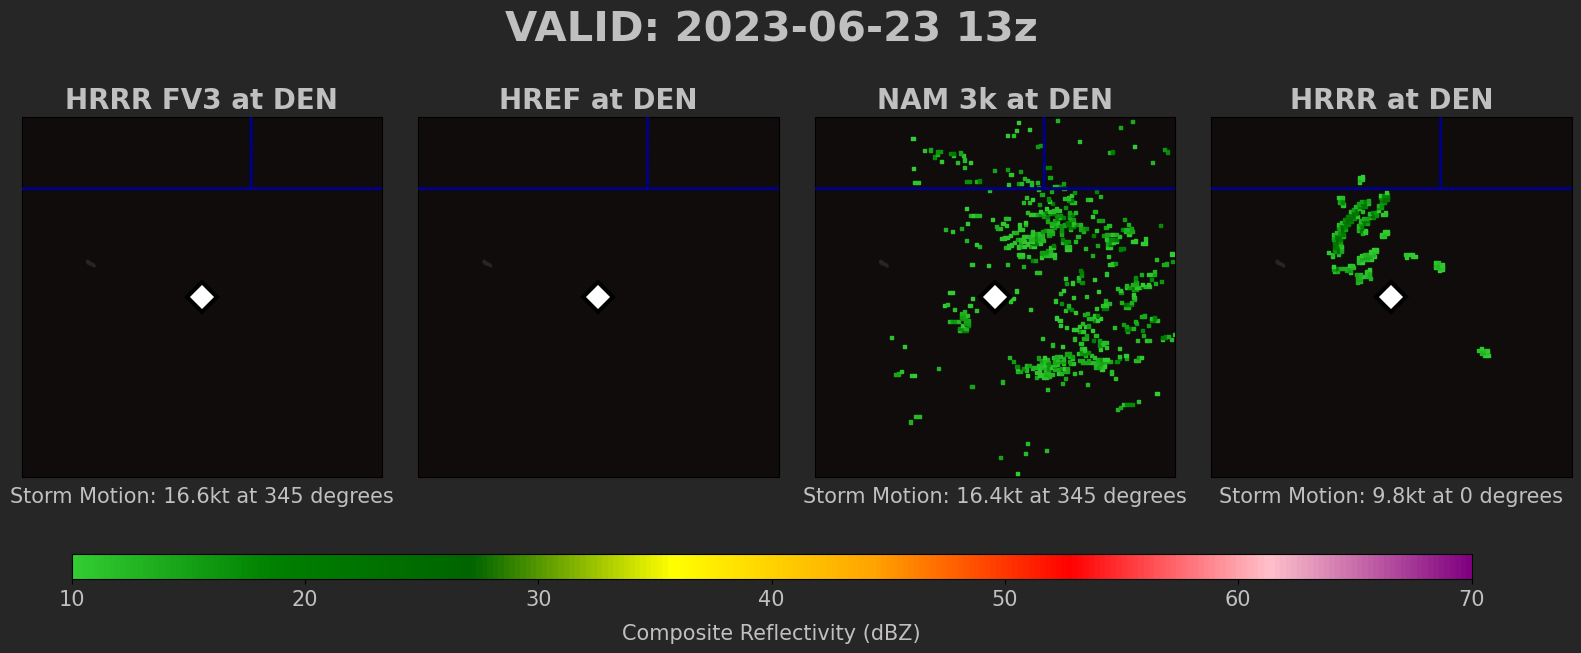 VALID: 2023-06-23 13z
HRRR FV3 at DEN
HREF at DEN
NAM 3k at DEN
HRRR at DEN
Storm Motion: 16.6kt at 345 degrees
Storm Motion: 16.4kt at 345 degrees
Storm Motion: 9.8kt at 0 degrees
10 20 30 40 50 60 70
Composite Reflectivity (dBZ)